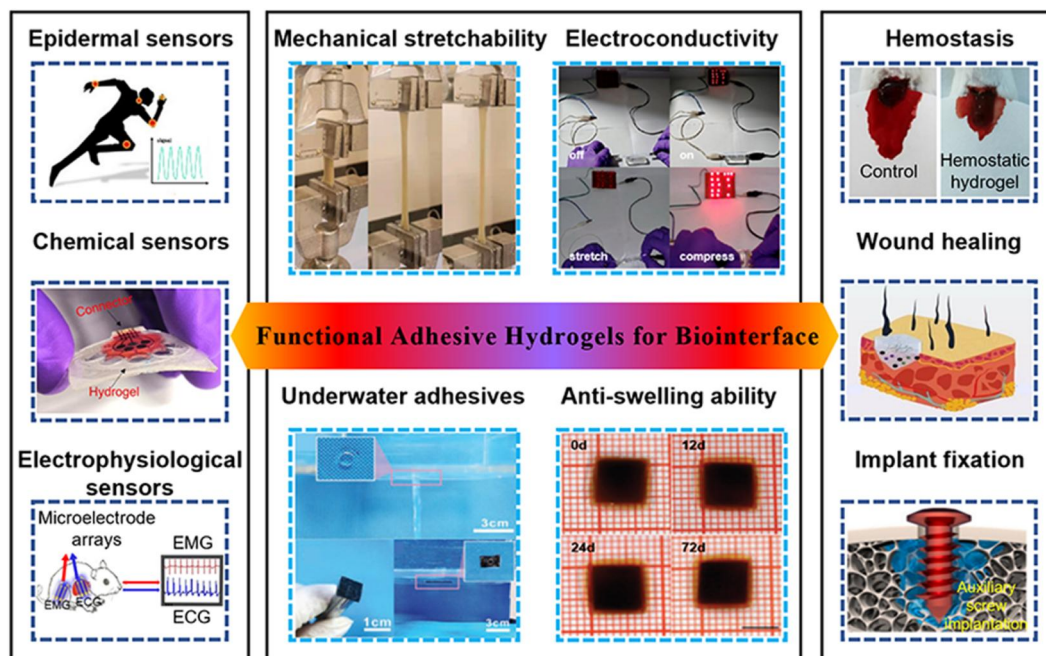 Epidermal sensors
signal
Chemical sensors
Connector
Hydrogel
Electrophysiological
sensors
Microelectrode
arrays
EMG
EMG
ECG
ECG
Mechanical stretchability
Electroconductivity
off
on
stretch
compress
Functional Adhesive Hydrogels for Biointerface
Underwater adhesives
3cm
1cm
3cm
Anti-swelling ability
0d
12d
24d
72d
Hemostasis
Control
Hemostatic
hydrogel
Wound healing
Implant fixation
Auxiliary
screw
implantation